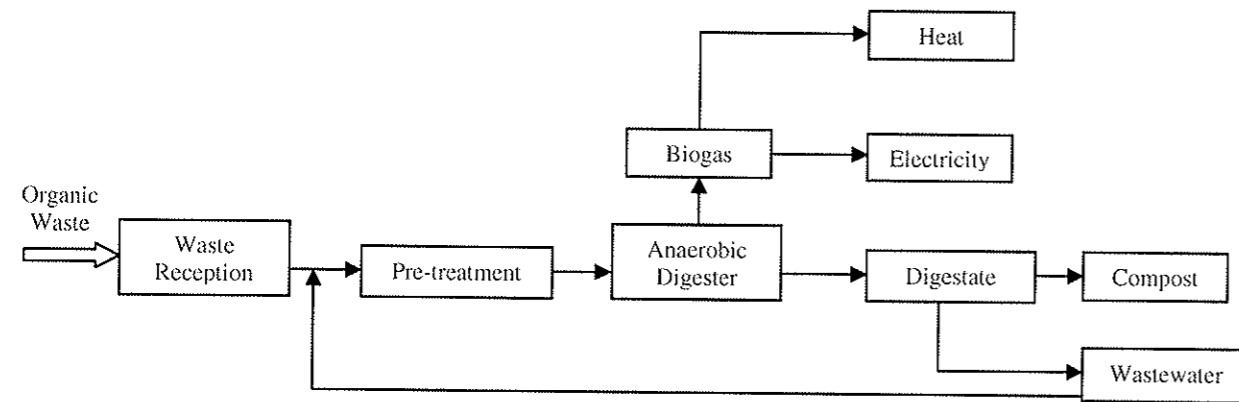 Heat
Biogas
Electricity
Organic
Waste
Waste
Reception
Pre-treatment
Anaerobic
Digester
Digestate
Compost
Wastewater